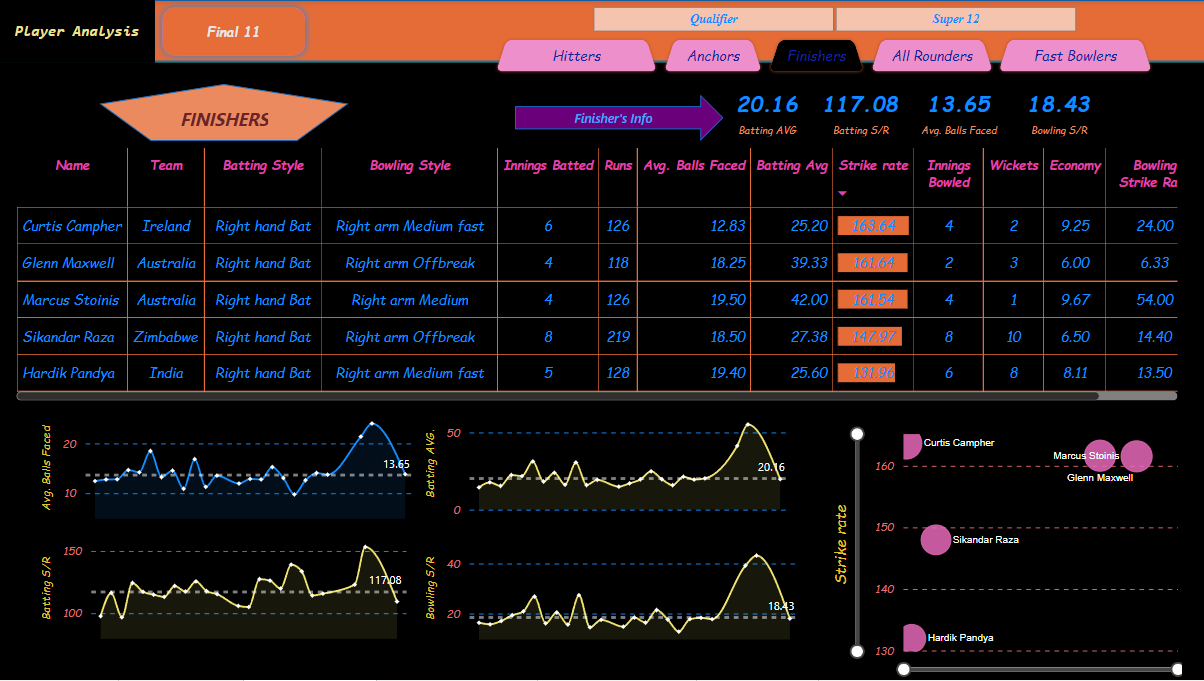 Player Analysis
Final 11
Qualifier
Super 12
Hitters
Anchors
Finishers
All Rounders
Fast Bowlers
FINISHERS
Finisher's Info
20.16
Batting AVG
117.08
Batting S/R
13.65
Avg. Balls Faced
18.43
Bowling S/R
Name Team Batting Style Bowling Style Innings Batted Runs Avg. Balls Faced Batting Avg Strike rate Innings Bowled Wickets Economy Bowling Strike Ra
Curtis Campher Ireland Right hand Bat Right arm Medium fast 6 126 12.83 25.20 163.64 4 2 9.25 24.00
Glenn Maxwell Australia Right hand Bat Right arm Offbreak 4 118 18.25 39.33 161.64 2 3 6.00 6.33
Marcus Stoinis Australia Right hand Bat Right arm Medium 4 126 19.50 42.00 161.54 4 1 9.67 54.00
Sikandar Raza Zimbabwe Right hand Bat Right arm Offbreak 8 219 18.50 27.38 147.97 8 10 6.50 14.40
Hardik Pandya India Right hand Bat Right arm Medium fast 5 128 19.40 25.60 131.96 6 8 8.11 13.50
Avg. Balls Faced
20
10
13.65
Batting AVG.
50
0
20.16
Batting S/R
150
100
117.08
Bowling S/R
40
20
18.43
Strike rate
160
150
140
130
Curtis Campher
Marcus Stoinis
Glenn Maxwell
Sikandar Raza
Hardik Pandya